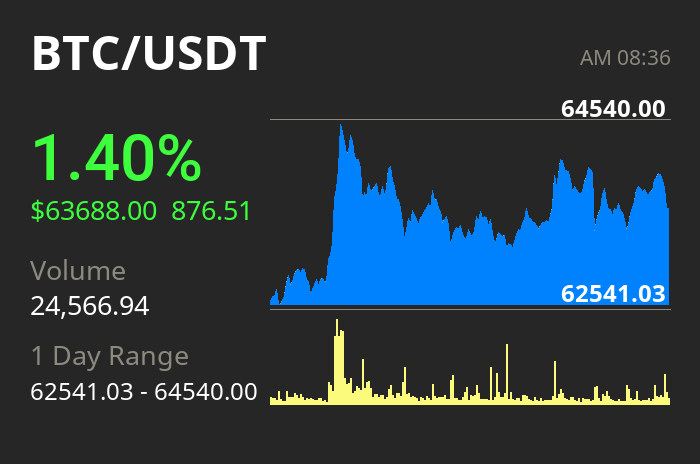 BTC/USDT
AM 08:36
64540.00
1.40%
$63688.00 876.51
Volume
24,566.94
62541.03
1 Day Range
62541.03 - 64540.00